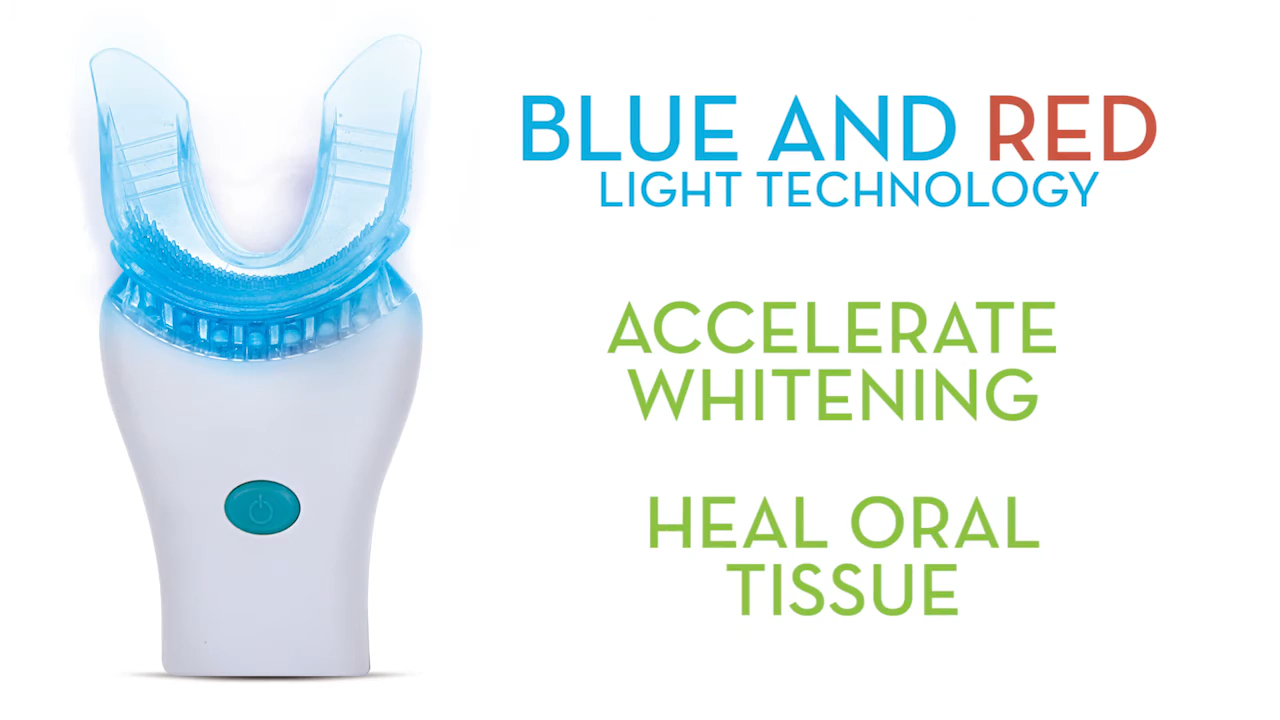 BLUE AND RED
LIGHT TECHNOLOGY
ACCELERATE
WHITENING
HEAL ORAL
TISSUE